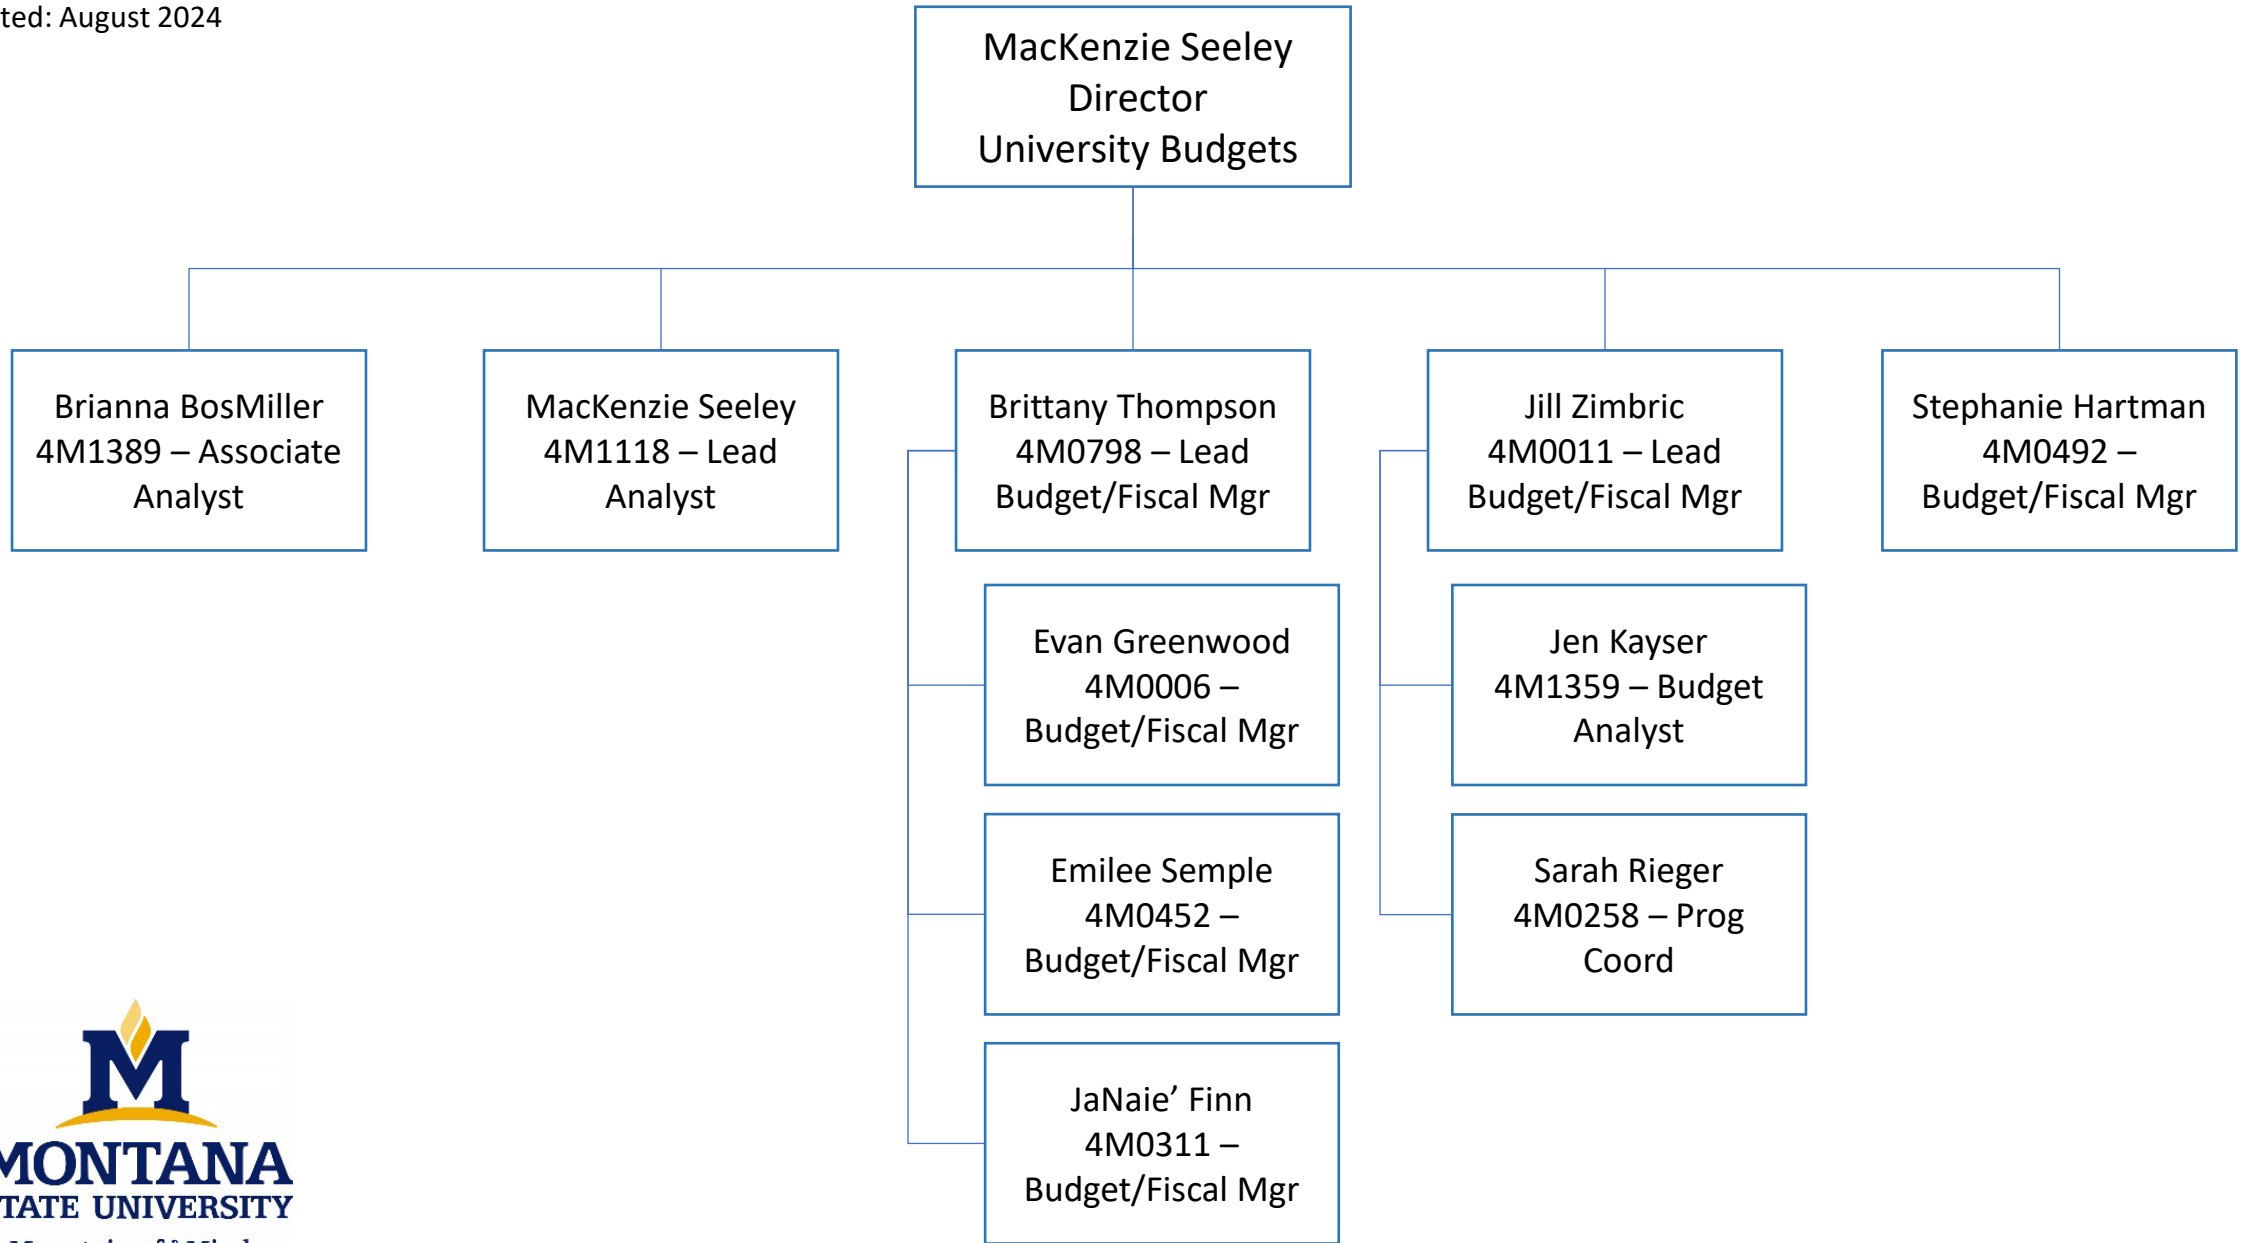 ted: August 2024
MacKenzie Seeley
Director
University Budgets
Brianna BosMiller
4M1389 – Associate
Analyst
MacKenzie Seeley
4M1118 – Lead
Analyst
Brittany Thompson
4M0798 – Lead
Budget/Fiscal Mgr
Jill Zimbric
4M0011 – Lead
Budget/Fiscal Mgr
Stephanie Hartman
4M0492 –
Budget/Fiscal Mgr
Evan Greenwood
4M0006 –
Budget/Fiscal Mgr
Jen Kayser
4M1359 – Budget
Analyst
Emilee Semple
4M0452 –
Budget/Fiscal Mgr
Sarah Rieger
4M0258 – Prog
Coord
JaNaie’ Finn
4M0311 –
Budget/Fiscal Mgr
M
MONTANA
TATE UNIVERSITY